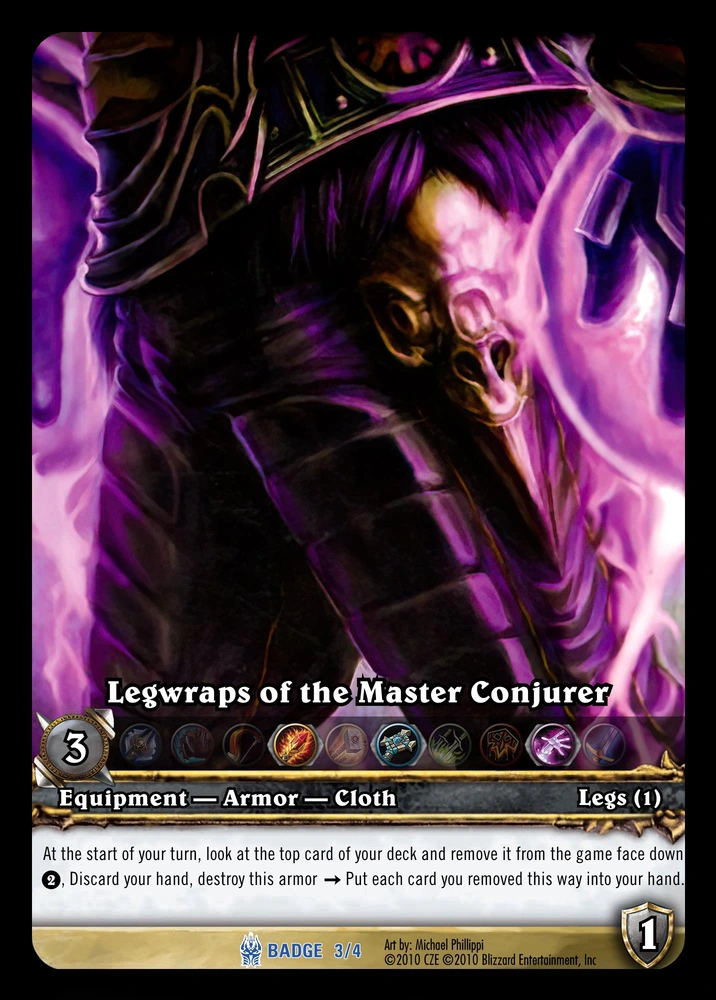 Legwraps of the Master Conjurer
3
Equipment — Armor — Cloth Legs (1)
At the start of your turn, look at the top card of your deck and remove it from the game face down
2, Discard your hand, destroy this armor → Put each card you removed this way into your hand.
1
BADGE 3/4
Art by: Michael Phillippi
©2010 CZE ©2010 Blizzard Entertainment, Inc